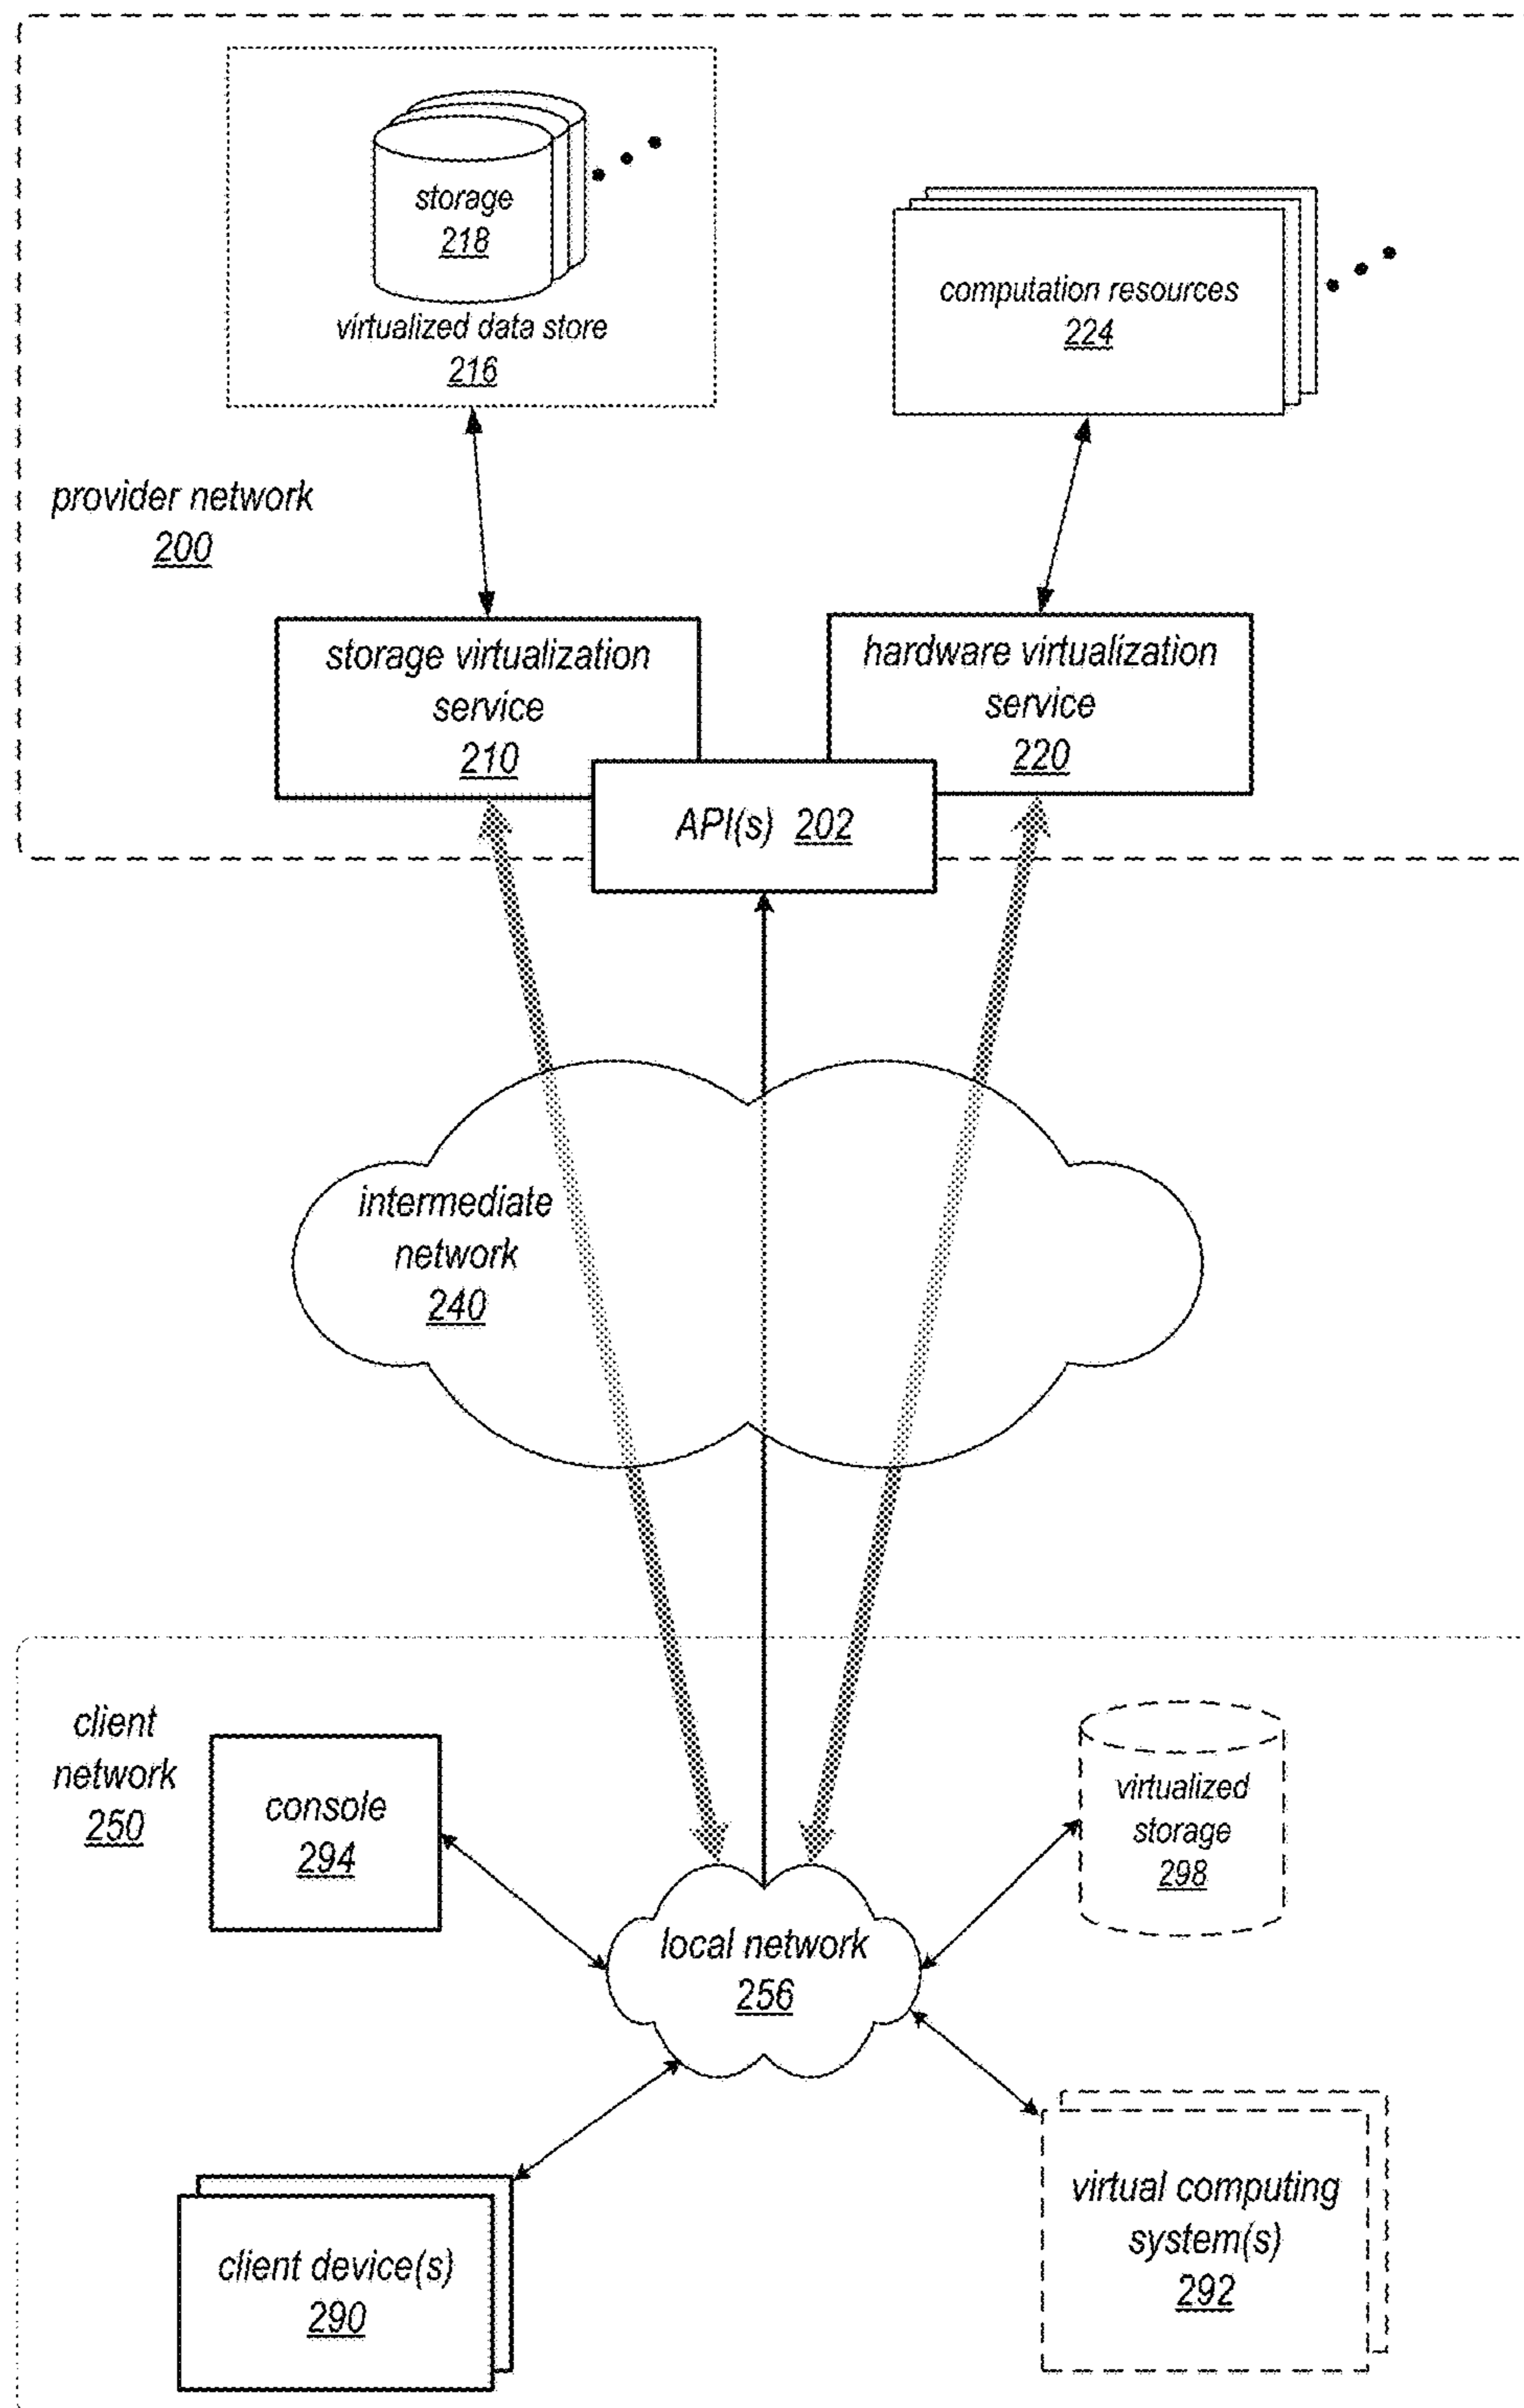 storage
218
virtualized data store
216
computation resources
224
provider network
200
storage virtualization
service
210
hardware virtualization
service
220
API(s) 202
intermediate
network
240
client
network
250
console
294
virtualized
storage
298
local network
256
client device(s)
290
virtual computing
system(s)
292